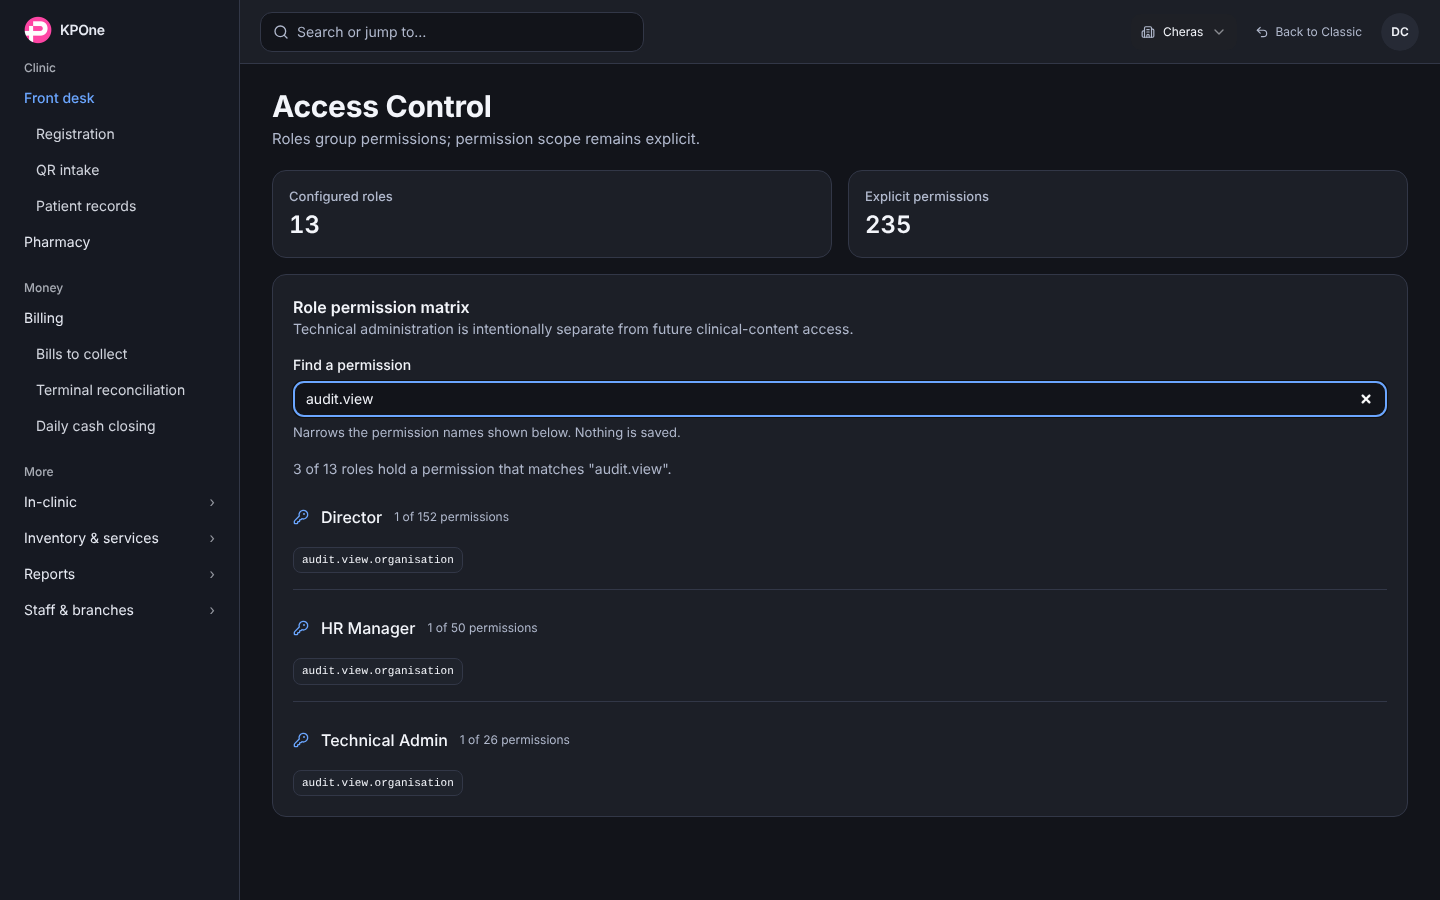 KPOne
Search or jump to...
Cheras
Back to Classic
DC
Clinic
Front desk
Registration
QR intake
Patient records
Pharmacy
Money
Billing
Bills to collect
Terminal reconciliation
Daily cash closing
More
In-clinic
Inventory & services
Reports
Staff & branches
Access Control
Roles group permissions; permission scope remains explicit.
Configured roles
13
Explicit permissions
235
Role permission matrix
Technical administration is intentionally separate from future clinical-content access.
Find a permission
audit.view
Narrows the permission names shown below. Nothing is saved.
3 of 13 roles hold a permission that matches "audit.view".
Director 1 of 152 permissions
audit.view.organisation
HR Manager 1 of 50 permissions
audit.view.organisation
Technical Admin 1 of 26 permissions
audit.view.organisation